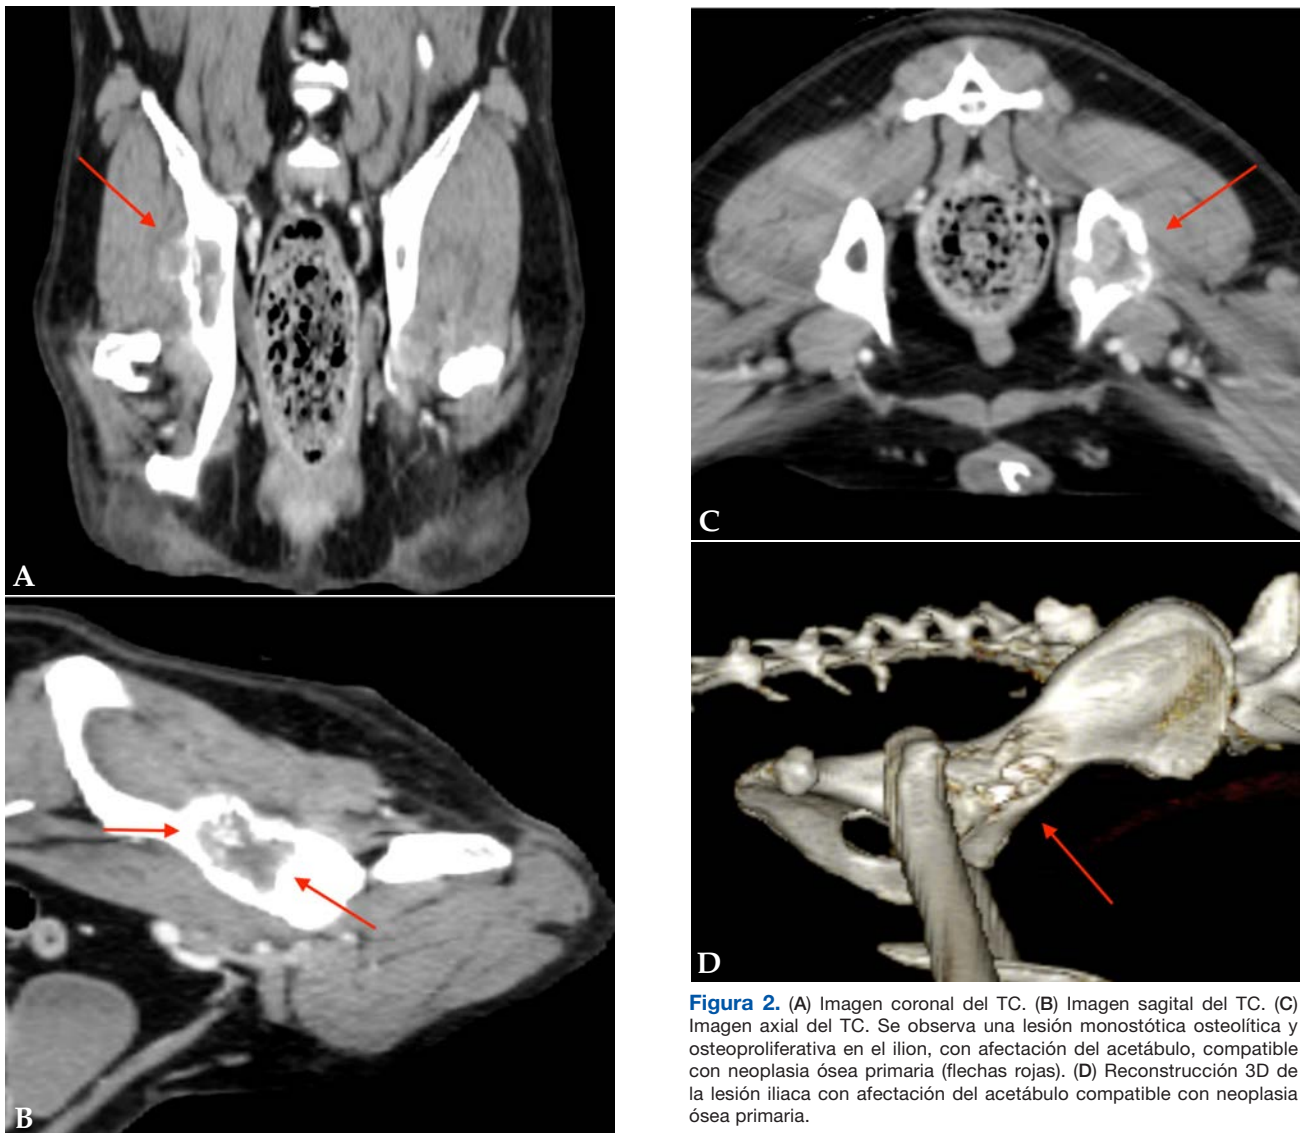 A
B
C
D
Figura 2. (A) Imagen coronal del TC. (B) Imagen sagital del TC. (C)
Imagen axial del TC. Se observa una lesión monostótica osteolítica y
osteoproliferativa en el ilion, con afectación del acetábulo, compatible
con neoplasia ósea primaria (flechas rojas). (D) Reconstrucción 3D de
la lesión iliaca con afectación del acetábulo compatible con neoplasia
ósea primaria.